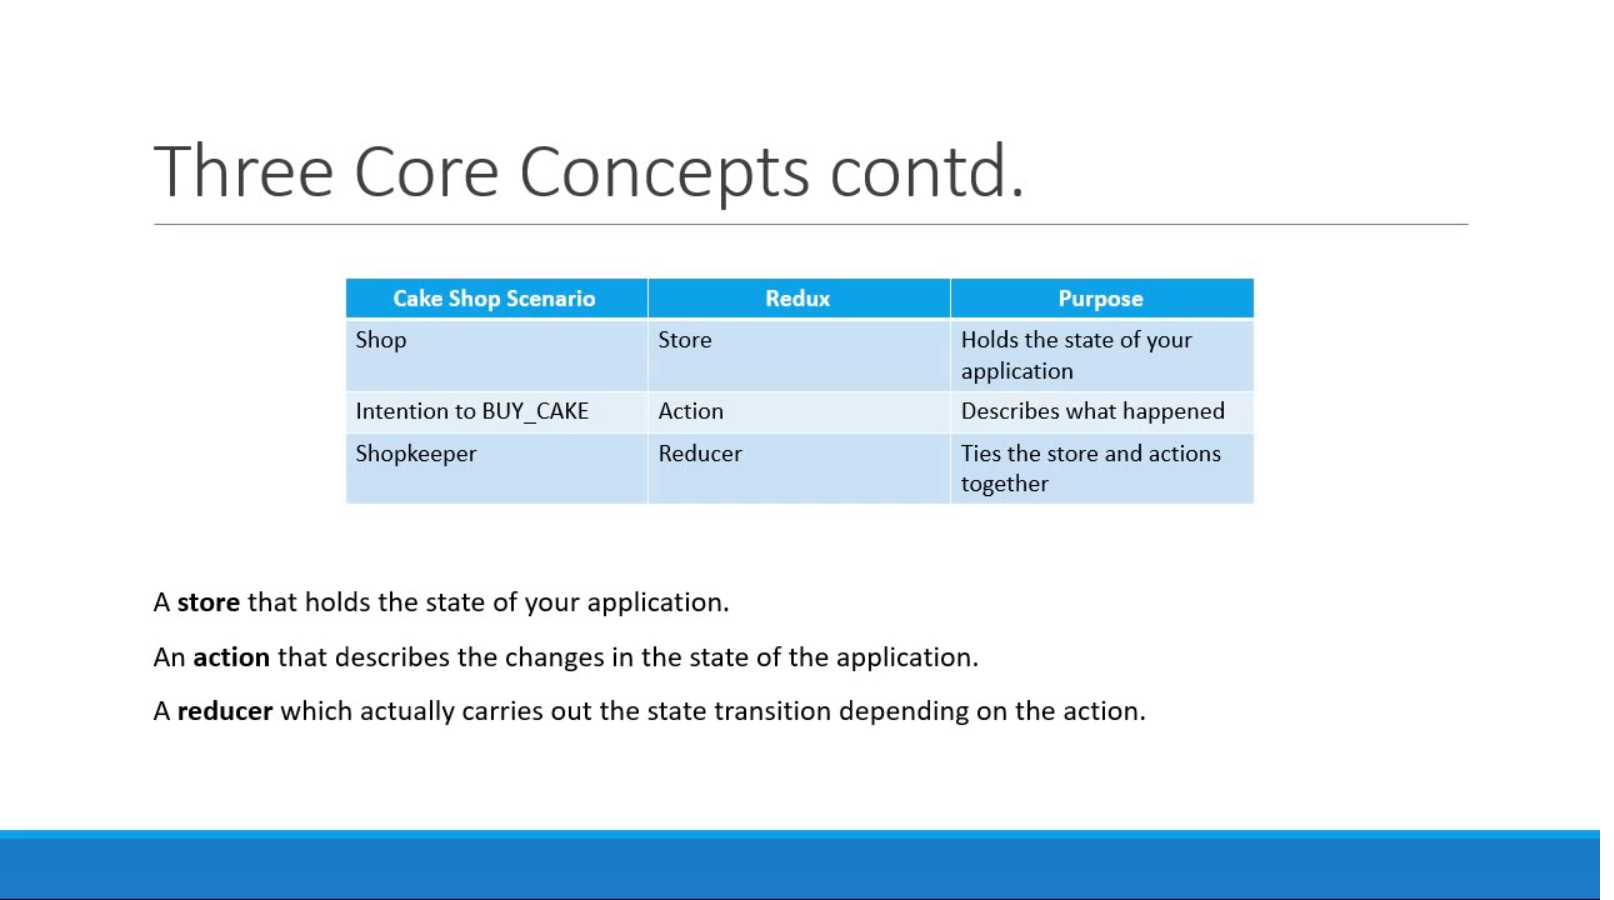 Three Core Concepts contd.
Cake Shop Scenario Redux Purpose
Shop Store Holds the state of your
application
Intention to BUY_CAKE Action Describes what happened
Shopkeeper Reducer Ties the store and actions
together
A store that holds the state of your application.
An action that describes the changes in the state of the application.
A reducer which actually carries out the state transition depending on the action.